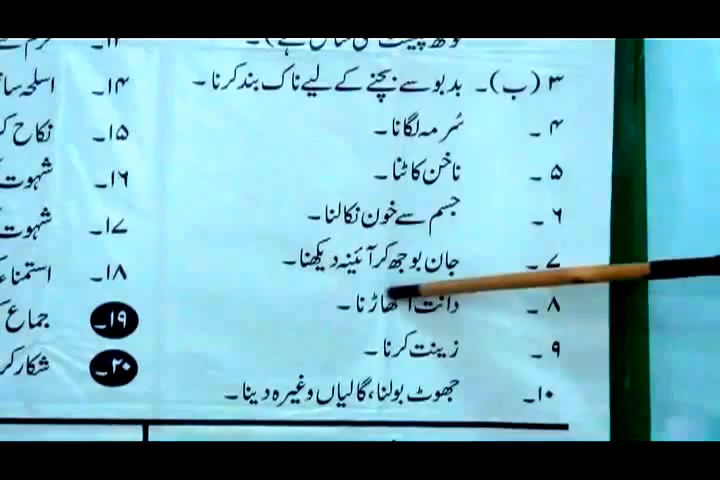 ۳ (ب)۔ بدبو سے بچنے کے لیے ناک بند کرنا۔
۴۔ سُرمہ لگانا۔
۵۔ ناخن کاٹنا۔
۶۔ جسم سے خون نکالنا۔
۷۔ جان بوجھ کر آئینہ دیکھنا۔
۸۔ دانت اکھاڑنا۔
۹۔ زینت کرنا۔
۱۰۔ جھوٹ بولنا، گالیاں وغیرہ دینا۔
۱۳۔
۱۴۔ اسلحہ
۱۵۔ نکاح
۱۶۔ شہوت
۱۷۔ شہوت
۱۸۔ استمناء
۱۹۔ جماع
۲۰۔ شکار